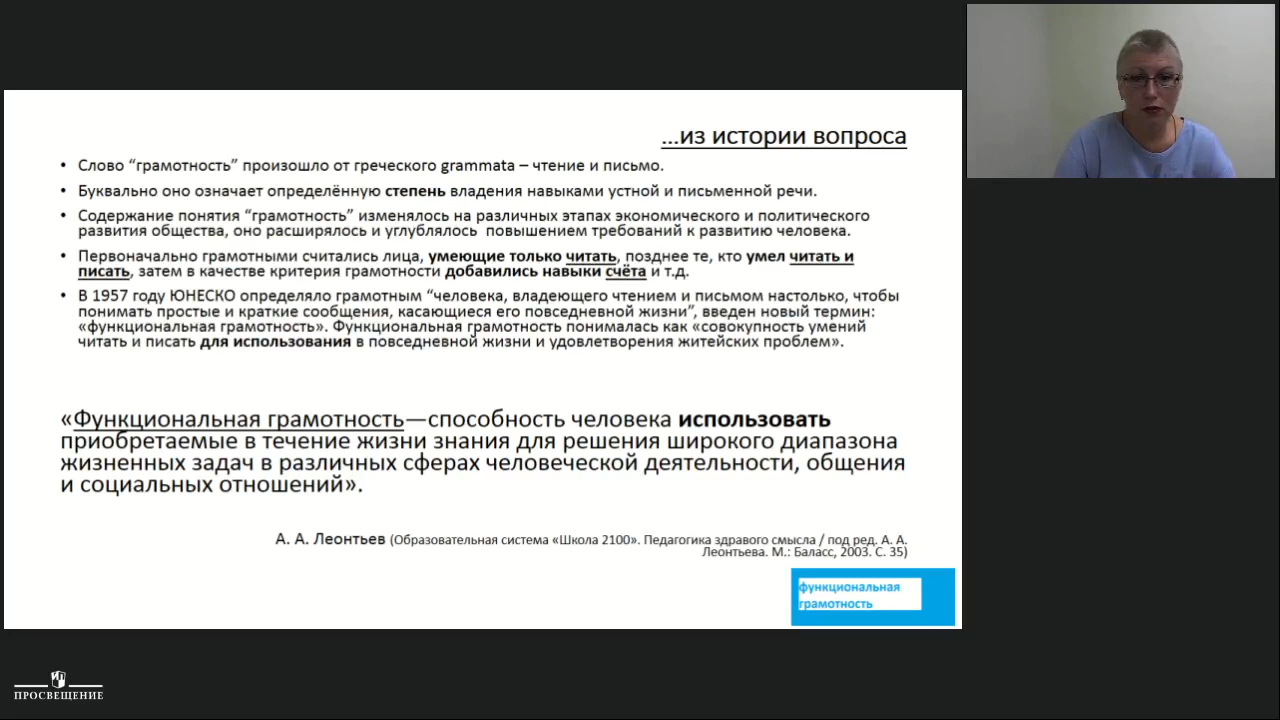 ...из истории вопроса
• Слово “грамотность” произошло от греческого grammata – чтение и письмо.
• Буквально оно означает определённую степень владения навыками устной и письменной речи.
• Содержание понятия “грамотность” изменялось на различных этапах экономического и политического
развития общества, оно расширялось и углублялось повышением требований к развитию человека.
• Первоначально грамотными считались лица, умеющие только читать, позднее те, кто умел читать и
писать, затем в качестве критерия грамотности добавились навыки счёта и т.д.
• В 1957 году ЮНЕСКО определяло грамотным “человека, владеющего чтением и письмом настолько, чтобы
понимать простые и краткие сообщения, касающиеся его повседневной жизни”, введен новый термин:
«функциональная грамотность». Функциональная грамотность понималась как «совокупность умений
читать и писать для использования в повседневной жизни и удовлетворения житейских проблем».
«Функциональная грамотность—способность человека использовать
приобретаемые в течение жизни знания для решения широкого диапазона
жизненных задач в различных сферах человеческой деятельности, общения
и социальных отношений».
А. А. Леонтьев (Образовательная система «Школа 2100». Педагогика здравого смысла / под ред. А. А.
Леонтьева. М.: Баласс, 2003. С. 35)
функциональная
грамотность
ПРОСВЕЩЕНИЕ